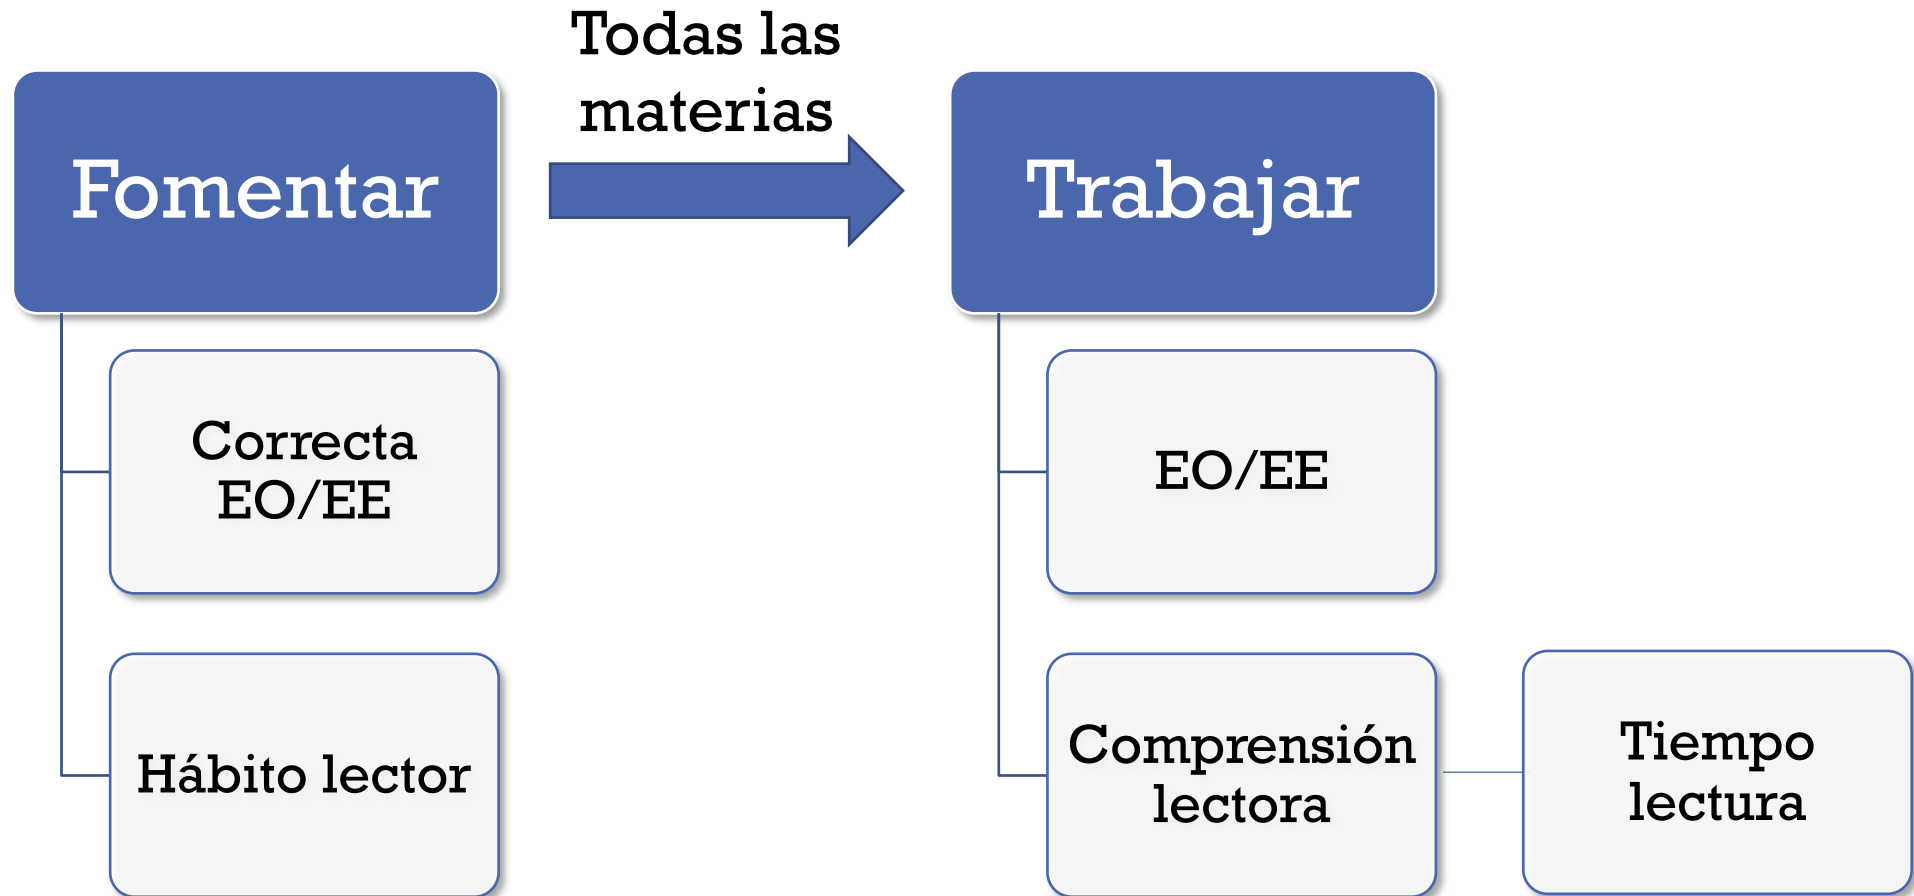 Todas las
materias
Fomentar
Trabajar
Correcta
EO/EE
EO/EE
Hábito lector
Comprensión
lectora
Tiempo
lectura